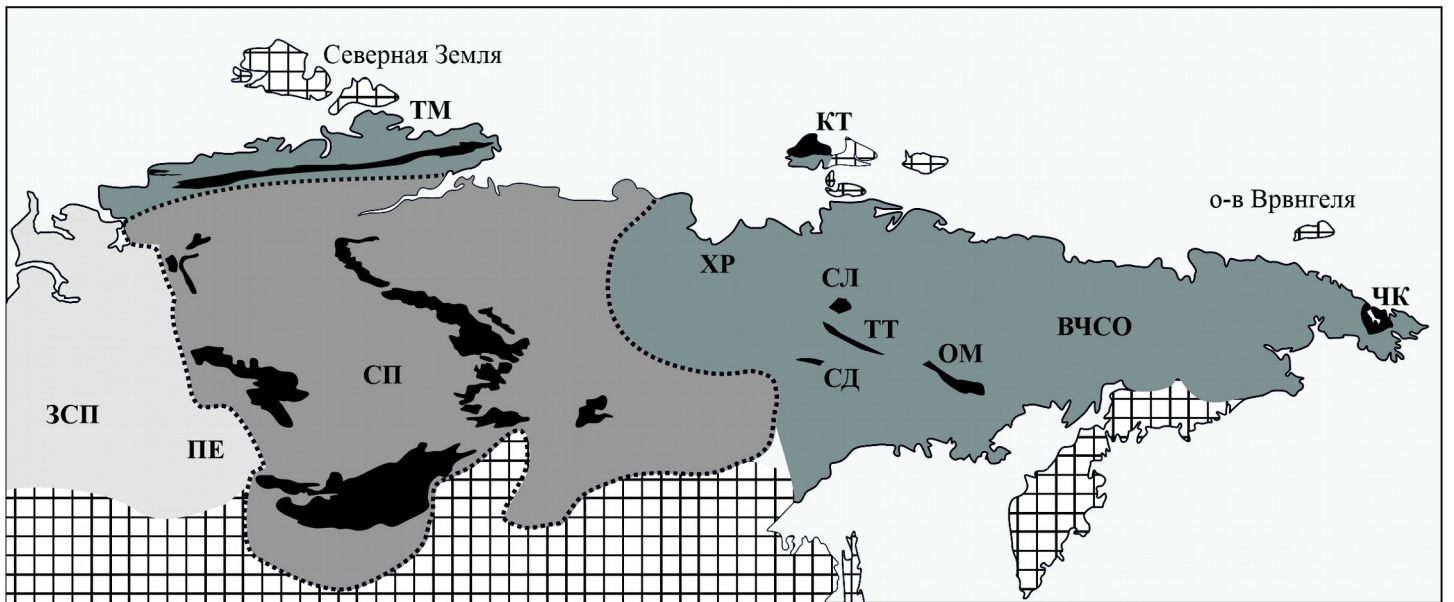 Северная Земля
ТМ
КТ
о-в Врвнгеля
ХР
СЛ
ЧК
ТТ
ВЧСО
ОМ
СП
СД
ЗСП
ПЕ